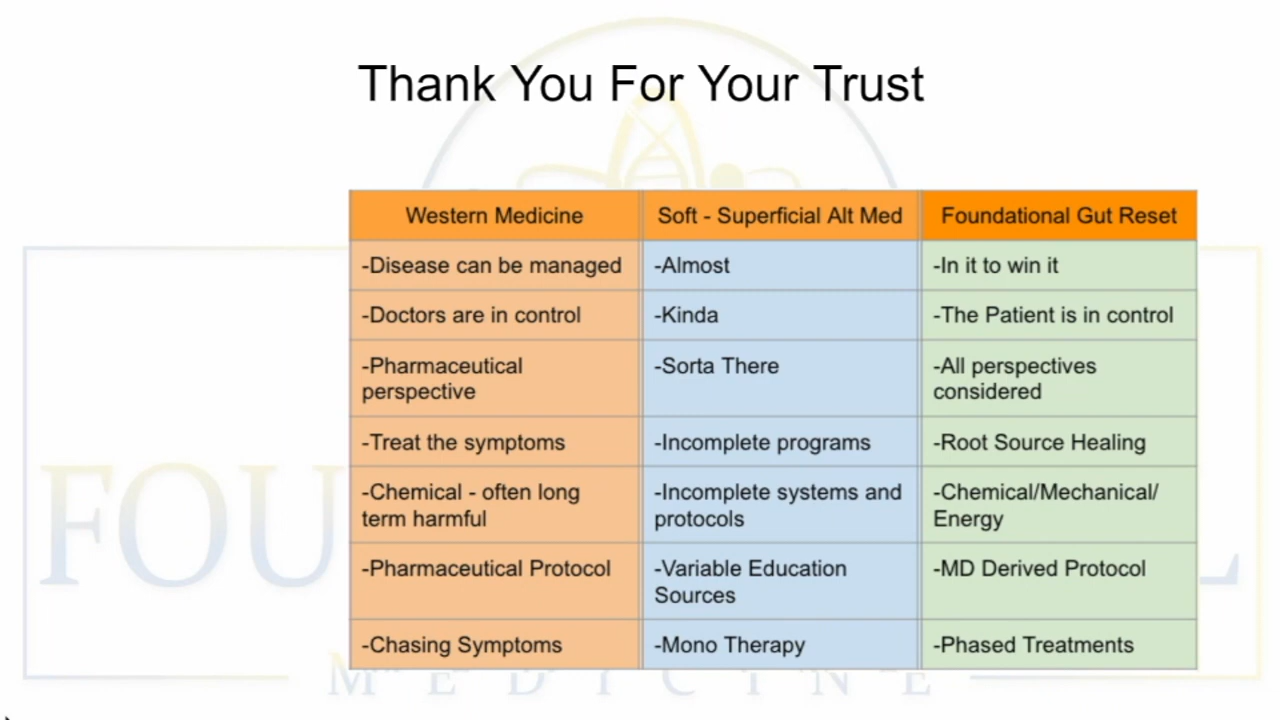 Thank You For Your Trust
Western Medicine
Soft - Superficial Alt Med
Foundational Gut Reset
-Disease can be managed
-Almost
-In it to win it
-Doctors are in control
-Kinda
-The Patient is in control
-Pharmaceutical
perspective
-Sorta There
-All perspectives
considered
-Treat the symptoms
-Incomplete programs
-Root Source Healing
-Chemical - often long
term harmful
-Incomplete systems and
protocols
-Chemical/Mechanical/
Energy
-Pharmaceutical Protocol
-Variable Education
Sources
-MD Derived Protocol
-Chasing Symptoms
-Mono Therapy
-Phased Treatments
FOU L
MEDICINE